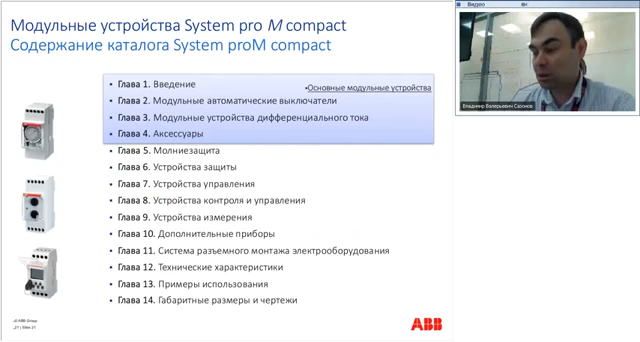 Модульные устройства System pro M compact
Содержание каталога System proM compact
Глава 1. Введение
•Основные модульные устройства
Глава 2. Модульные автоматические выключатели
Глава 3. Модульные устройства дифференциального тока
Глава 4. Аксессуары
Глава 5. Молниезащита
Глава 6. Устройства защиты
Глава 7. Устройства управления
Глава 8. Устройства контроля и управления
Глава 9. Устройства измерения
Глава 10. Дополнительные приборы
Глава 11. Система разъемного монтажа электрооборудования
Глава 12. Технические характеристики
Глава 13. Примеры использования
Глава 14. Габаритные размеры и чертежи
ABB Group
Slide 21
ABB
Видео
Владимир Валерьевич Сазонов